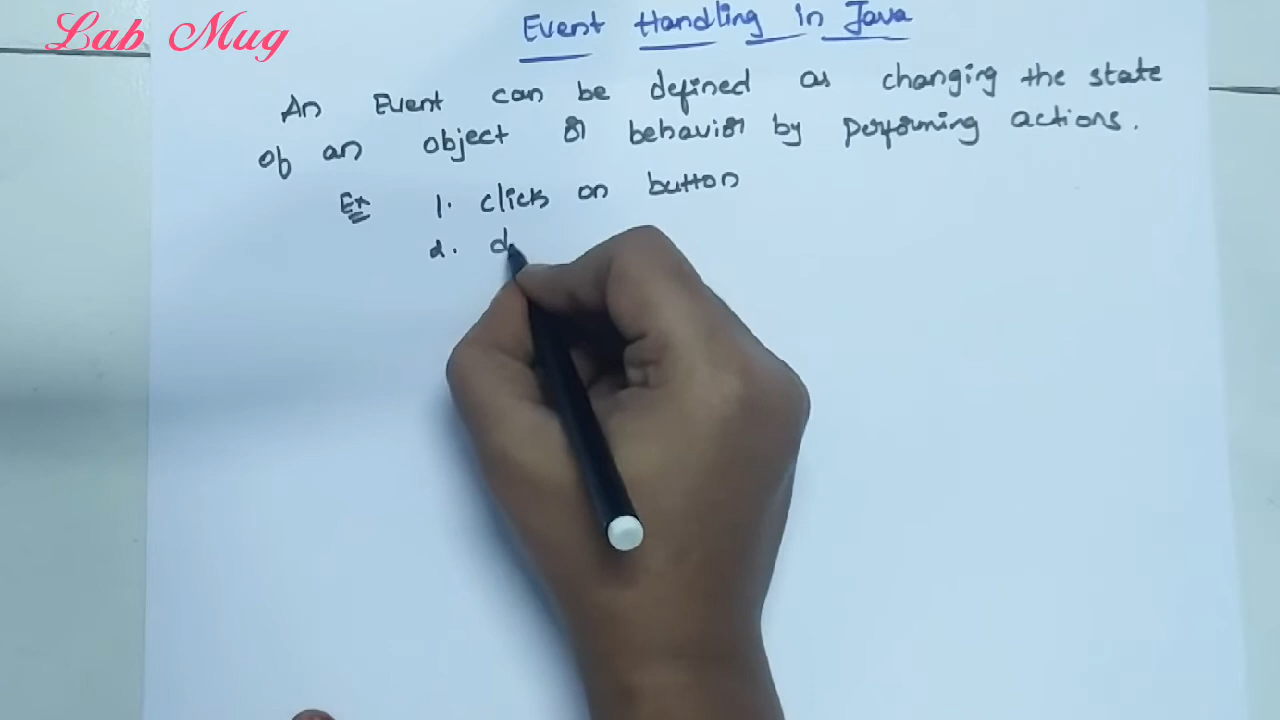 Lab Mug
Event Handling in Java
An Event can be defined as changing the state
of an object or behavior by performing actions.
Ex 1. click on button
2. d